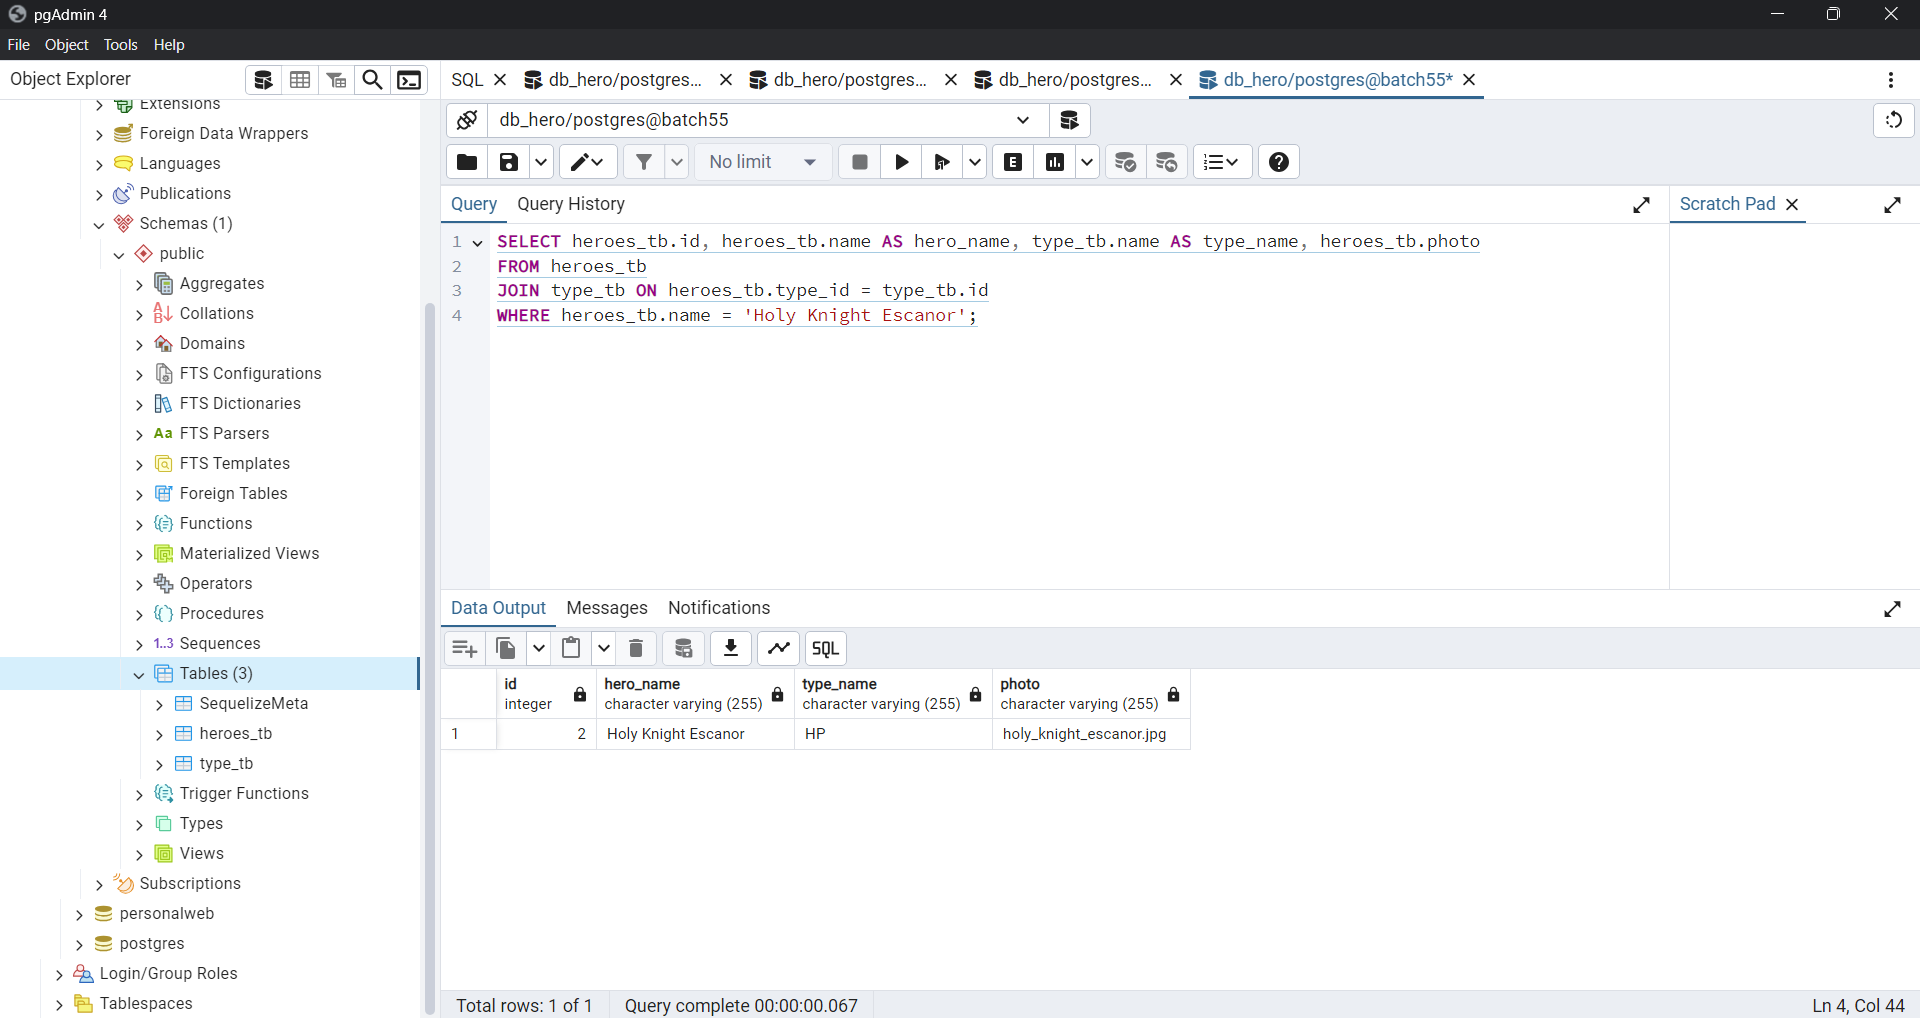 pgAdmin 4
File Object Tools Help
Object Explorer
SQL
db_hero/postgres...
db_hero/postgres...
db_hero/postgres...
db_hero/postgres@batch55*
Extensions
Foreign Data Wrappers
Languages
Publications
Schemas (1)
public
Aggregates
Collations
Domains
FTS Configurations
FTS Dictionaries
Aa FTS Parsers
FTS Templates
Foreign Tables
Functions
Materialized Views
Operators
Procedures
1..3 Sequences
Tables (3)
SequelizeMeta
heroes_tb
type_tb
Trigger Functions
Types
Views
Subscriptions
personalweb
postgres
Login/Group Roles
Tablespaces
db_hero/postgres@batch55
No limit
E
Query Query History
Scratch Pad
1 SELECT heroes_tb.id, heroes_tb.name AS hero_name, type_tb.name AS type_name, heroes_tb.photo
2 FROM heroes_tb
3 JOIN type_tb ON heroes_tb.type_id = type_tb.id
4 WHERE heroes_tb.name = 'Holy Knight Escanor';
Data Output Messages Notifications
SQL
id hero_name type_name photo
integer character varying (255) character varying (255) character varying (255)
1 2 Holy Knight Escanor HP holy_knight_escanor.jpg
Total rows: 1 of 1 Query complete 00:00:00.067 Ln 4, Col 44